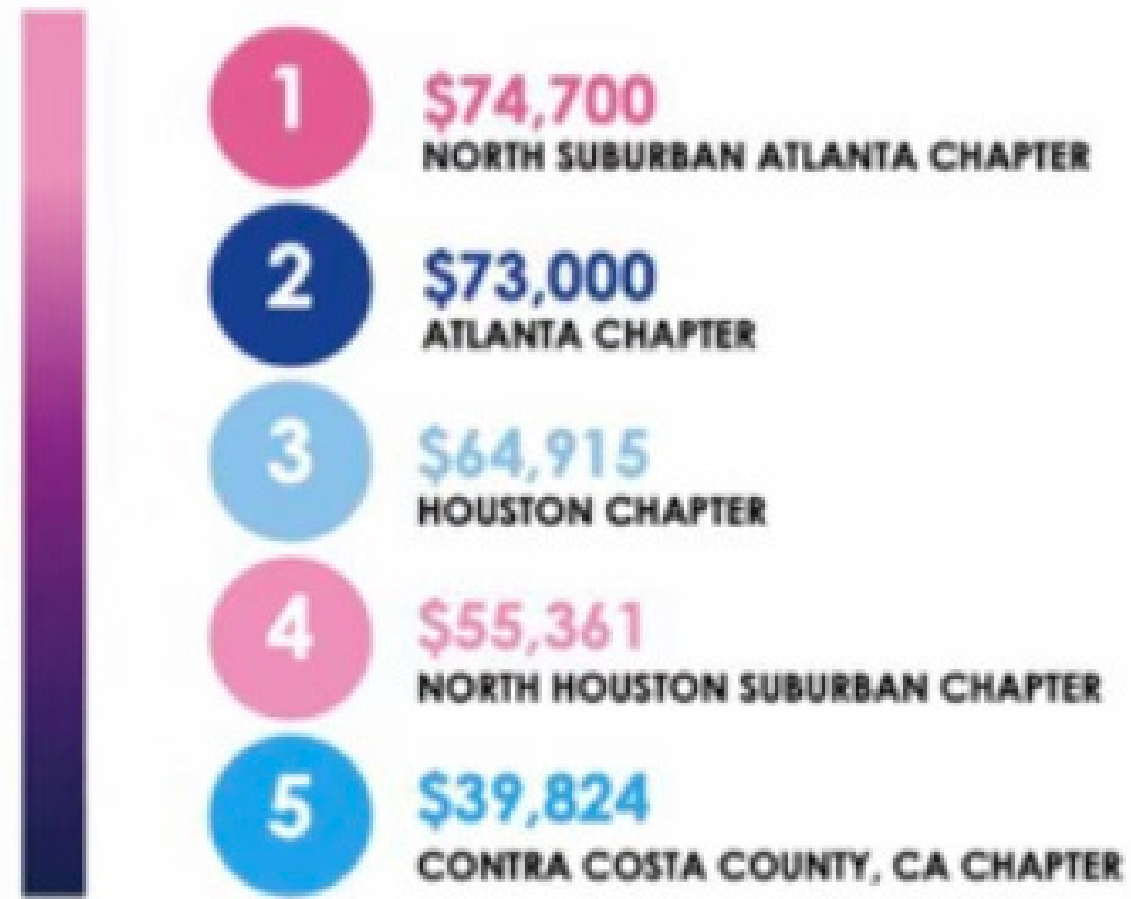 1
$74,700
NORTH SUBURBAN ATLANTA CHAPTER
2
$73,000
ATLANTA CHAPTER
3
$64,915
HOUSTON CHAPTER
4
$55,361
NORTH HOUSTON SUBURBAN CHAPTER
5
$39,824
CONTRA COSTA COUNTY, CA CHAPTER